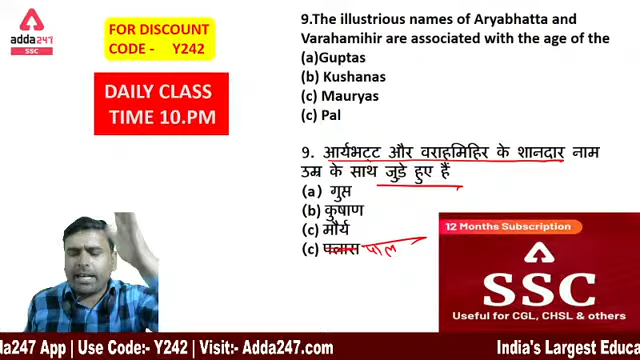 adda247
SSC
FOR DISCOUNT
CODE - Y242
DAILY CLASS
TIME 10.PM
9.The illustrious names of Aryabhatta and
Varahamihir are associated with the age of the
(a)Guptas
(b) Kushanas
(c) Mauryas
(c) Pal
9. आर्यभट्ट और वराहमिहिर के शानदार नाम
उम्र के साथ जुड़े हुए हैं
(a) गुप्त
(b) कुषाण
(c) मौर्य
(c) पलास पाल
12 Months Subscription
SSC
Useful for CGL, CHSL & others
da247 App | Use Code:- Y242 | Visit:- Adda247.com
India's Largest Educa